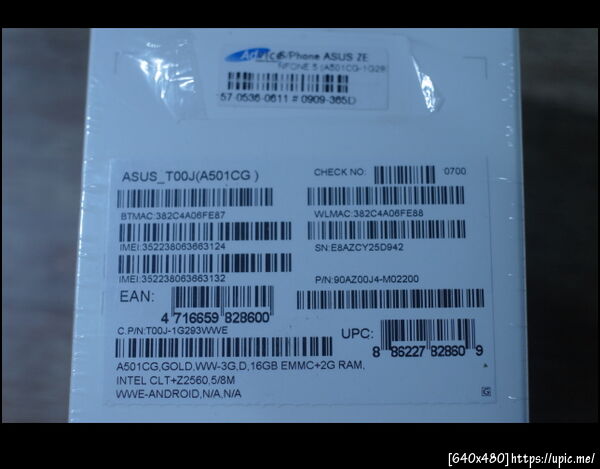 Advice S/Phone ASUS ZE
NFONE 5 (A501CG-1G29
57-0536-0611 # 0909-365D
ASUS_T00J(A501CG )
CHECK NO: 0700
BTMAC:382C4A06FE87
WLMAC:382C4A06FE88
IMEI:352238063663124
SN:E8AZCY25D942
IMEI:352238063663132
P/N:90AZ00J4-M02200
EAN:
4 716659 828600
C.P/N:T00J-1G293WWE
UPC:
8 86227 82860 9
A501CG,GOLD,WW-3G,D,16GB EMMC+2G RAM,
INTEL CLT+Z2560,5/8M
WWE-ANDROID,N/A,N/A
G
[640x480]https://upic.me/